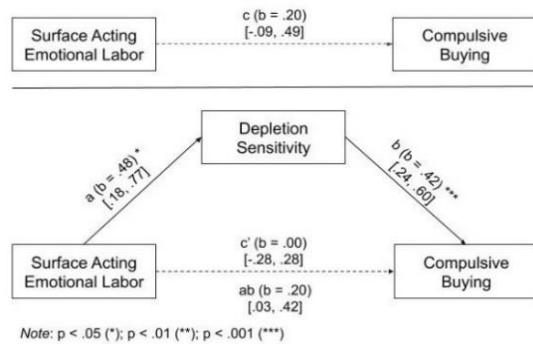 c (b = .20)
[-.09, .49]
Surface Acting
Emotional Labor
Compulsive
Buying
Depletion
Sensitivity
a (b = .48) *
[.18, .77]
b (b = .42) ***
[.24, .60]
c' (b = .00)
[-.28, .28]
Surface Acting
Emotional Labor
Compulsive
Buying
ab (b = .20)
[.03, .42]
Note: p < .05 (*); p < .01 (**); p < .001 (***)